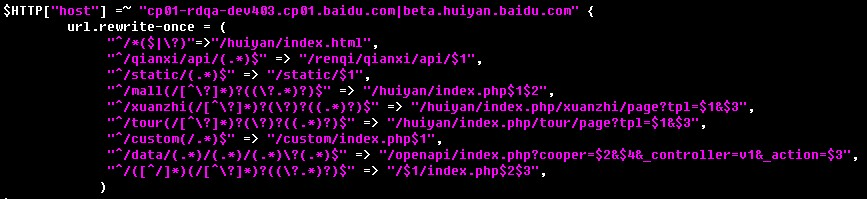 $HTTP["host"] =~ "cp01-rdqa-dev403.cp01.baidu.com|beta.huiyan.baidu.com" {
url.rewrite-once = (
"^/*($|\?)"=>"/huiyan/index.html",
"^/qianxi/api/(.*)$" => "/renqi/qianxi/api/$1",
"^/static/(.*)$" => "/static/$1",
"^/mall(/[^\?]*)?((\?.*)?)$" => "/huiyan/index.php$1$2",
"^/xuanzhi(/[^\?]*)?(\?)?((.*)?)$" => "/huiyan/index.php/xuanzhi/page?tpl=$1&$3",
"^/tour(/[^\?]*)?(\?)?((.*)?)$" => "/huiyan/index.php/tour/page?tpl=$1&$3",
"^/custom(/.*)$" => "/custom/index.php$1",
"^/data/(.*)/(.*)/(.*)\?(.*)$" => "/openapi/index.php?cooper=$2&$4&_controller=v1&_action=$3",
"^/([^/]*)(/[^\?]*)?((\?.*)?)$" => "/$1/index.php$2$3",
)